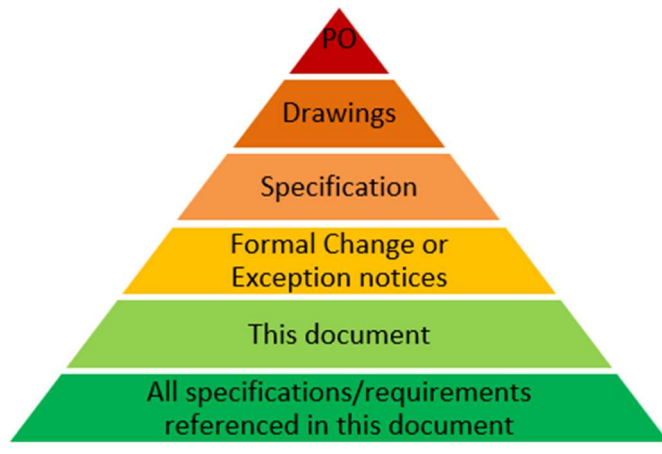 PO
Drawings
Specification
Formal Change or
Exception notices
This document
All specifications/requirements
referenced in this document